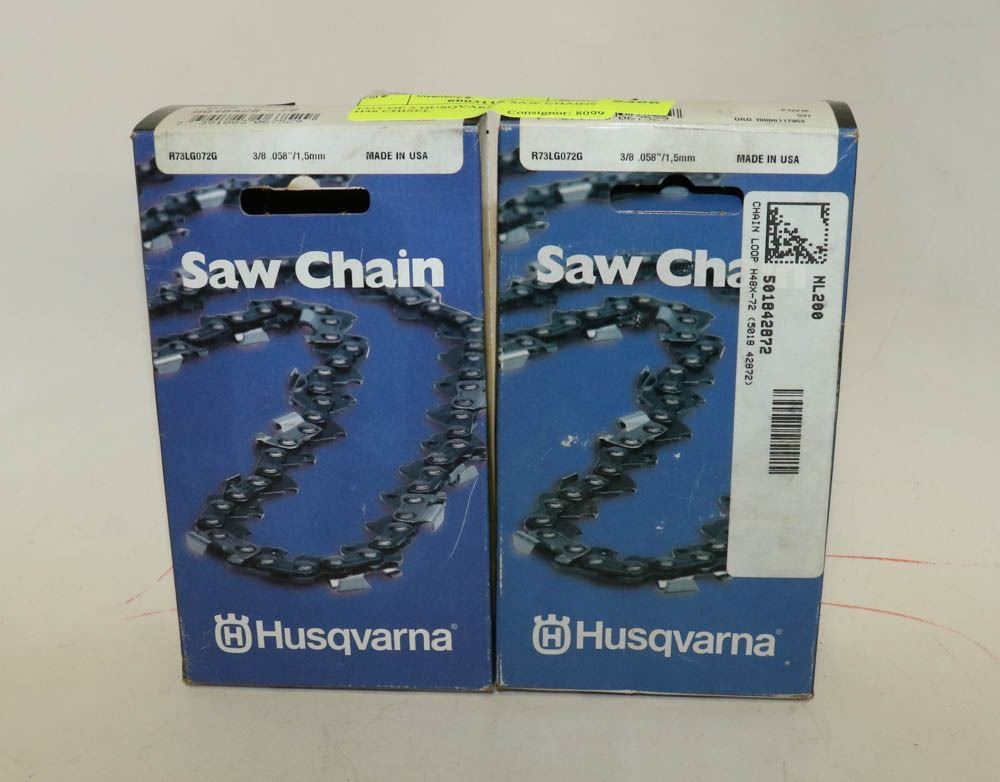 Consignor: 8099
R73LG072G 3/8 .058"/1,5mm MADE IN USA
Saw Chain
Husqvarna®
R73LG072G 3/8 .058"/1,5mm MADE IN USA
Saw Cha
NL200
501842872
CHAIN LOOP H48X-72 (5018 42872)
Husqvarna®